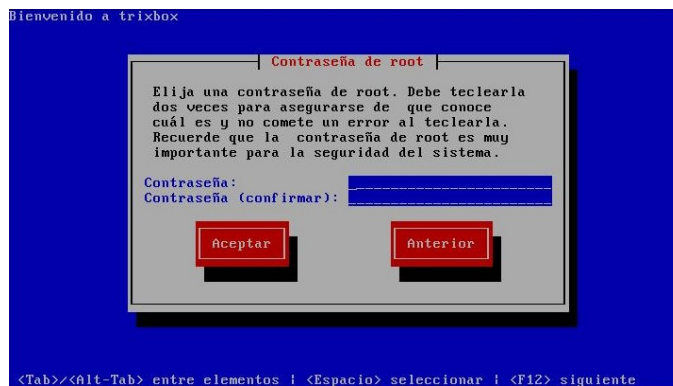 Bienvenido a trixbox
Contraseña de root
Elija una contraseña de root. Debe teclearla
dos veces para asegurarse de que conoce
cuál es y no comete un error al teclearla.
Recuerde que la contraseña de root es muy
importante para la seguridad del sistema.
Contraseña:
Contraseña (confirmar):
Aceptar Anterior
<Tab>/<Alt-Tab> entre elementos | <Espacio> seleccionar | <F12> siguiente